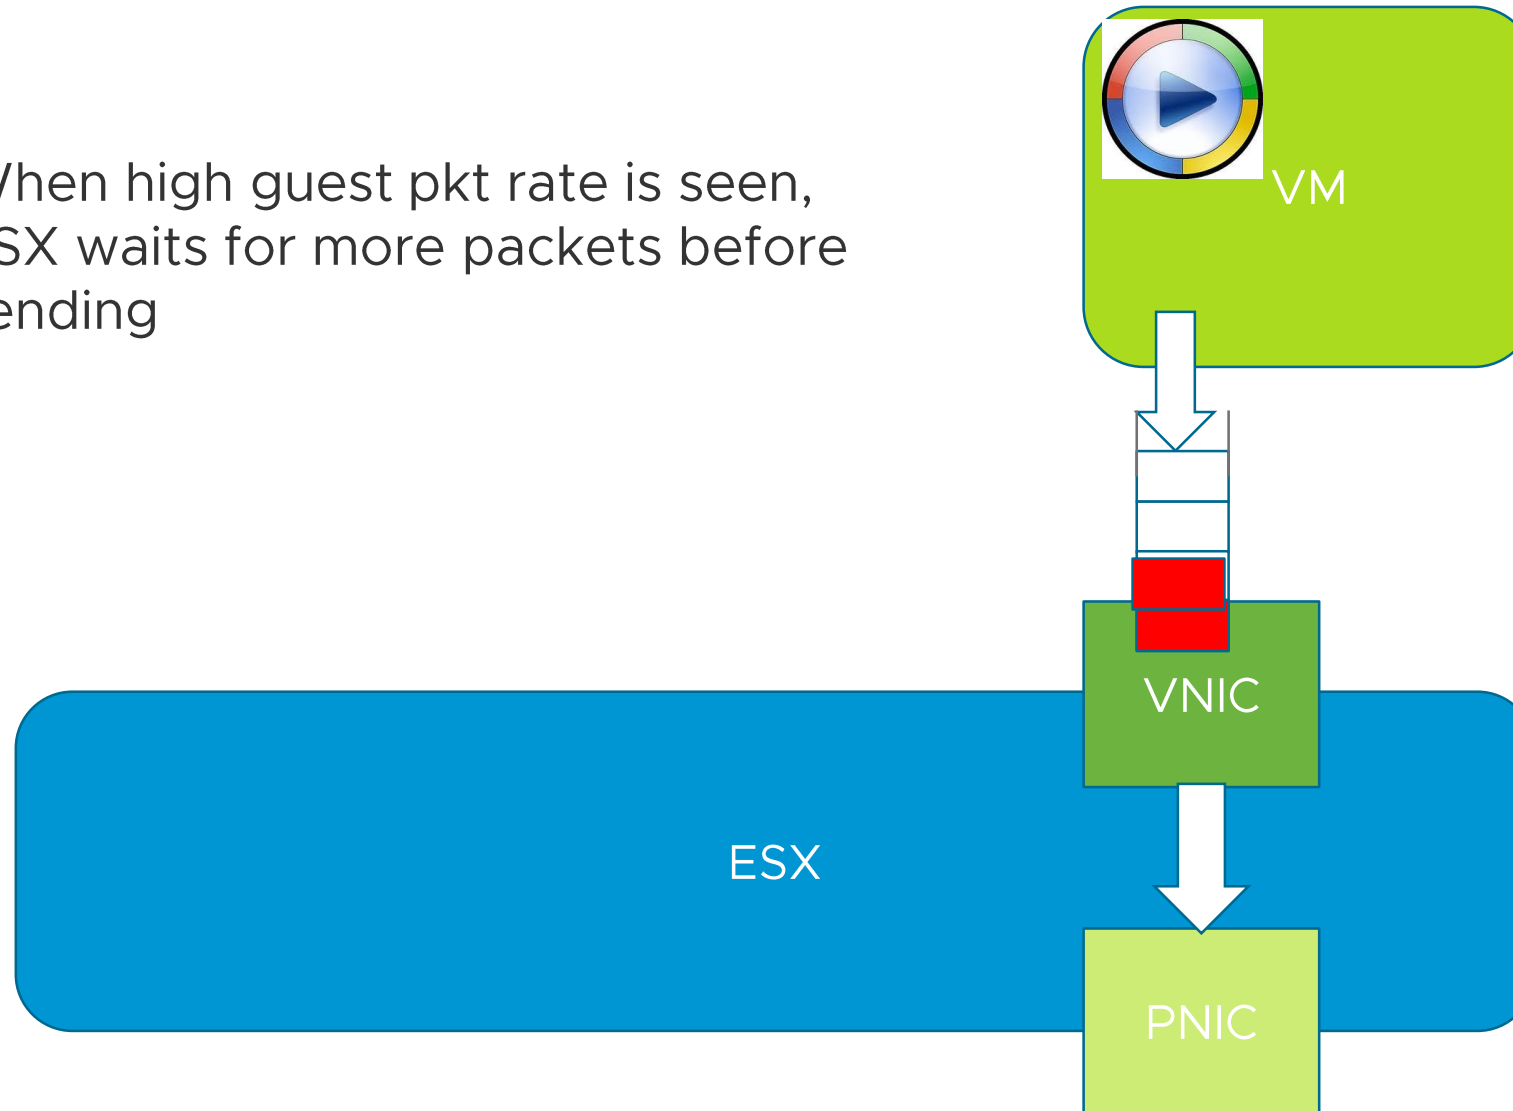 hen high guest pkt rate is seen,
SX waits for more packets before
ending
VM
VNIC
ESX
PNIC